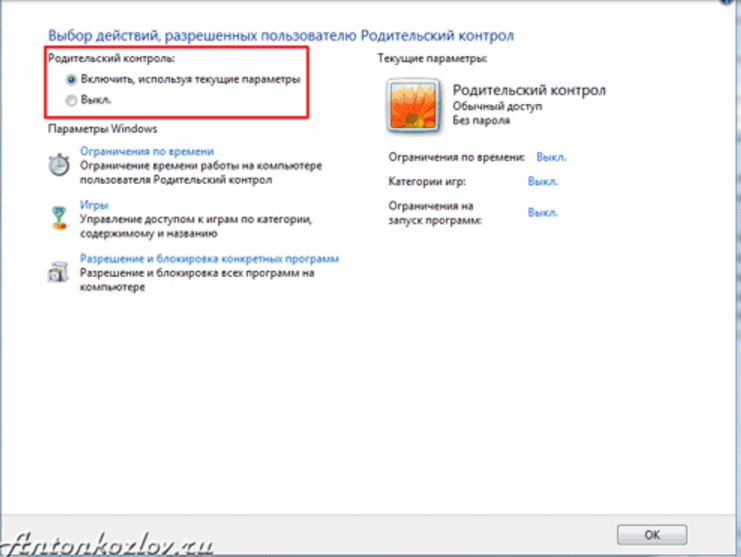 Выбор действий, разрешенных пользователю Родительский контрол
Родительский контроль:
Включить, используя текущие параметры
Выкл.
Параметры Windows
Ограничения по времени
Ограничение времени работы на компьютере
пользователя Родительский контрол
Игры
Управление доступом к играм по категории,
содержимому и названию
Разрешение и блокировка конкретных программ
Разрешение и блокировка всех программ на
компьютере
Текущие параметры:
Родительский контрол
Обычный доступ
Без пароля
Ограничения по времени: Выкл.
Категории игр: Выкл.
Ограничения на
запуск программ: Выкл.
OK
Antonkozlov.ru